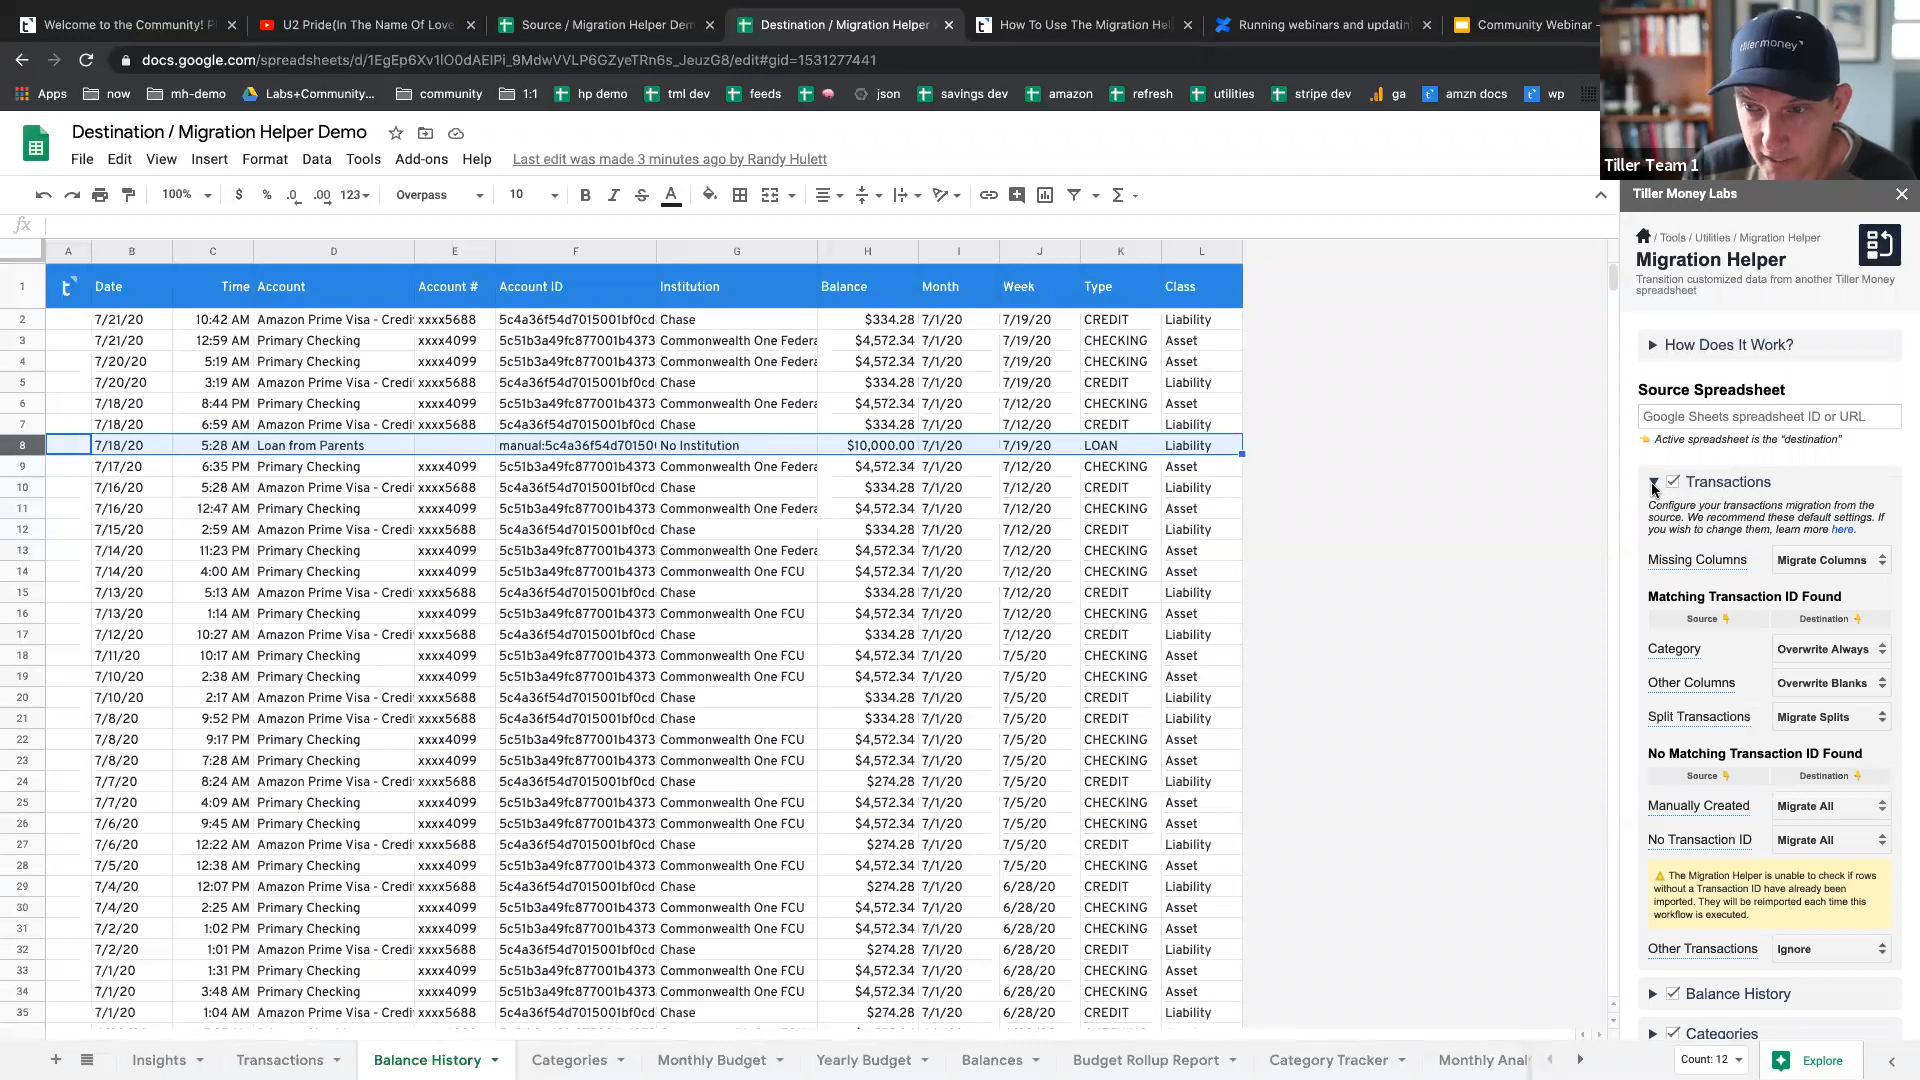 Welcome to the Community! P
U2 Pride(In The Name Of Love
Source / Migration Helper Dem
Destination / Migration Helper
How To Use The Migration Hel
Running webinars and updatin
Community Webinar -
docs.google.com/spreadsheets/d/1EgEp6Xv1lO0dAEIPi_9MdwVVLP6GZyeTRn6s_JeuzG8/edit#gid=1531277441
Apps now mh-demo Labs+Community... community 1:1 hp demo tml dev feeds json savings dev amazon refresh utilities stripe dev ga amzn docs wp
tiller money
Tiller Team 1
Destination / Migration Helper Demo
File Edit View Insert Format Data Tools Add-ons Help Last edit was made 3 minutes ago by Randy Hulett
100% $ % .0 .00 123 Overpass 10 B I S A
fx
A B C D E F G H I J K L
1 t Date Time Account Account # Account ID Institution Balance Month Week Type Class
2 7/21/20 10:42 AM Amazon Prime Visa - Credi xxxx5688 5c4a36f54d7015001bf0cd Chase $334.28 7/1/20 7/19/20 CREDIT Liability
3 7/21/20 12:59 AM Primary Checking xxxx4099 5c51b3a49fc877001b4373 Commonwealth One Federa $4,572.34 7/1/20 7/19/20 CHECKING Asset
4 7/20/20 5:19 AM Primary Checking xxxx4099 5c51b3a49fc877001b4373 Commonwealth One Federa $4,572.34 7/1/20 7/19/20 CHECKING Asset
5 7/20/20 3:19 AM Amazon Prime Visa - Credi xxxx5688 5c4a36f54d7015001bf0cd Chase $334.28 7/1/20 7/19/20 CREDIT Liability
6 7/18/20 8:44 PM Primary Checking xxxx4099 5c51b3a49fc877001b4373 Commonwealth One Federa $4,572.34 7/1/20 7/12/20 CHECKING Asset
7 7/18/20 6:59 AM Amazon Prime Visa - Credi xxxx5688 5c4a36f54d7015001bf0cd Chase $334.28 7/1/20 7/12/20 CREDIT Liability
8 7/18/20 5:28 AM Loan from Parents manual:5c4a36f54d70150 No Institution $10,000.00 7/1/20 7/19/20 LOAN Liability
9 7/17/20 6:35 PM Primary Checking xxxx4099 5c51b3a49fc877001b4373 Commonwealth One Federa $4,572.34 7/1/20 7/12/20 CHECKING Asset
10 7/16/20 5:28 AM Amazon Prime Visa - Credi xxxx5688 5c4a36f54d7015001bf0cd Chase $334.28 7/1/20 7/12/20 CREDIT Liability
11 7/16/20 12:47 AM Primary Checking xxxx4099 5c51b3a49fc877001b4373 Commonwealth One Federa $4,572.34 7/1/20 7/12/20 CHECKING Asset
12 7/15/20 2:59 AM Amazon Prime Visa - Credi xxxx5688 5c4a36f54d7015001bf0cd Chase $334.28 7/1/20 7/12/20 CREDIT Liability
13 7/14/20 11:23 PM Primary Checking xxxx4099 5c51b3a49fc877001b4373 Commonwealth One Federa $4,572.34 7/1/20 7/12/20 CHECKING Asset
14 7/14/20 4:00 AM Primary Checking xxxx4099 5c51b3a49fc877001b4373 Commonwealth One FCU $4,572.34 7/1/20 7/12/20 CHECKING Asset
15 7/13/20 5:13 AM Amazon Prime Visa - Credi xxxx5688 5c4a36f54d7015001bf0cd Chase $334.28 7/1/20 7/12/20 CREDIT Liability
16 7/13/20 1:14 AM Primary Checking xxxx4099 5c51b3a49fc877001b4373 Commonwealth One FCU $4,572.34 7/1/20 7/12/20 CHECKING Asset
17 7/12/20 10:27 AM Amazon Prime Visa - Credi xxxx5688 5c4a36f54d7015001bf0cd Chase $334.28 7/1/20 7/12/20 CREDIT Liability
18 7/11/20 10:17 AM Primary Checking xxxx4099 5c51b3a49fc877001b4373 Commonwealth One FCU $4,572.34 7/1/20 7/5/20 CHECKING Asset
19 7/10/20 2:38 AM Primary Checking xxxx4099 5c51b3a49fc877001b4373 Commonwealth One FCU $4,572.34 7/1/20 7/5/20 CHECKING Asset
20 7/10/20 2:17 AM Amazon Prime Visa - Credi xxxx5688 5c4a36f54d7015001bf0cd Chase $334.28 7/1/20 7/5/20 CREDIT Liability
21 7/8/20 9:52 PM Amazon Prime Visa - Credi xxxx5688 5c4a36f54d7015001bf0cd Chase $334.28 7/1/20 7/5/20 CREDIT Liability
22 7/8/20 9:17 PM Primary Checking xxxx4099 5c51b3a49fc877001b4373 Commonwealth One FCU $4,572.34 7/1/20 7/5/20 CHECKING Asset
23 7/8/20 7:28 AM Primary Checking xxxx4099 5c51b3a49fc877001b4373 Commonwealth One FCU $4,572.34 7/1/20 7/5/20 CHECKING Asset
24 7/7/20 8:24 AM Amazon Prime Visa - Credi xxxx5688 5c4a36f54d7015001bf0cd Chase $274.28 7/1/20 7/5/20 CREDIT Liability
25 7/7/20 4:09 AM Primary Checking xxxx4099 5c51b3a49fc877001b4373 Commonwealth One FCU $4,572.34 7/1/20 7/5/20 CHECKING Asset
26 7/6/20 9:45 AM Primary Checking xxxx4099 5c51b3a49fc877001b4373 Commonwealth One FCU $4,572.34 7/1/20 7/5/20 CHECKING Asset
27 7/6/20 12:22 AM Amazon Prime Visa - Credi xxxx5688 5c4a36f54d7015001bf0cd Chase $274.28 7/1/20 7/5/20 CREDIT Liability
28 7/5/20 12:38 AM Primary Checking xxxx4099 5c51b3a49fc877001b4373 Commonwealth One FCU $4,572.34 7/1/20 7/5/20 CHECKING Asset
29 7/4/20 12:07 PM Amazon Prime Visa - Credi xxxx5688 5c4a36f54d7015001bf0cd Chase $274.28 7/1/20 6/28/20 CREDIT Liability
30 7/4/20 2:25 AM Primary Checking xxxx4099 5c51b3a49fc877001b4373 Commonwealth One FCU $4,572.34 7/1/20 6/28/20 CHECKING Asset
31 7/2/20 1:02 PM Primary Checking xxxx4099 5c51b3a49fc877001b4373 Commonwealth One FCU $4,572.34 7/1/20 6/28/20 CHECKING Asset
32 7/2/20 1:01 PM Amazon Prime Visa - Credi xxxx5688 5c4a36f54d7015001bf0cd Chase $274.28 7/1/20 6/28/20 CREDIT Liability
33 7/1/20 1:31 PM Primary Checking xxxx4099 5c51b3a49fc877001b4373 Commonwealth One FCU $4,572.34 7/1/20 6/28/20 CHECKING Asset
34 7/1/20 3:48 AM Primary Checking xxxx4099 5c51b3a49fc877001b4373 Commonwealth One FCU $4,572.34 7/1/20 6/28/20 CHECKING Asset
35 7/1/20 1:04 AM Amazon Prime Visa - Credi xxxx5688 5c4a36f54d7015001bf0cd Chase $274.28 7/1/20 6/28/20 CREDIT Liability
Insights Transactions Balance History Categories Monthly Budget Yearly Budget Balances Budget Rollup Report Category Tracker Monthly Anal Count: 12 Explore
Tiller Money Labs
/ Tools / Utilities / Migration Helper
Migration Helper
Transition customized data from another Tiller Money
spreadsheet
How Does It Work?
Source Spreadsheet
Google Sheets spreadsheet ID or URL
Active spreadsheet is the "destination"
Transactions
Configure your transactions migration from the
source. We recommend these default settings. If
you wish to change them, learn more here.
Missing Columns Migrate Columns
Matching Transaction ID Found
Source Destination
Category Overwrite Always
Other Columns Overwrite Blanks
Split Transactions Migrate Splits
No Matching Transaction ID Found
Source Destination
Manually Created Migrate All
No Transaction ID Migrate All
The Migration Helper is unable to check if rows
without a Transaction ID have already been
imported. They will be reimported each time this
workflow is executed.
Other Transactions Ignore
Balance History
Categories